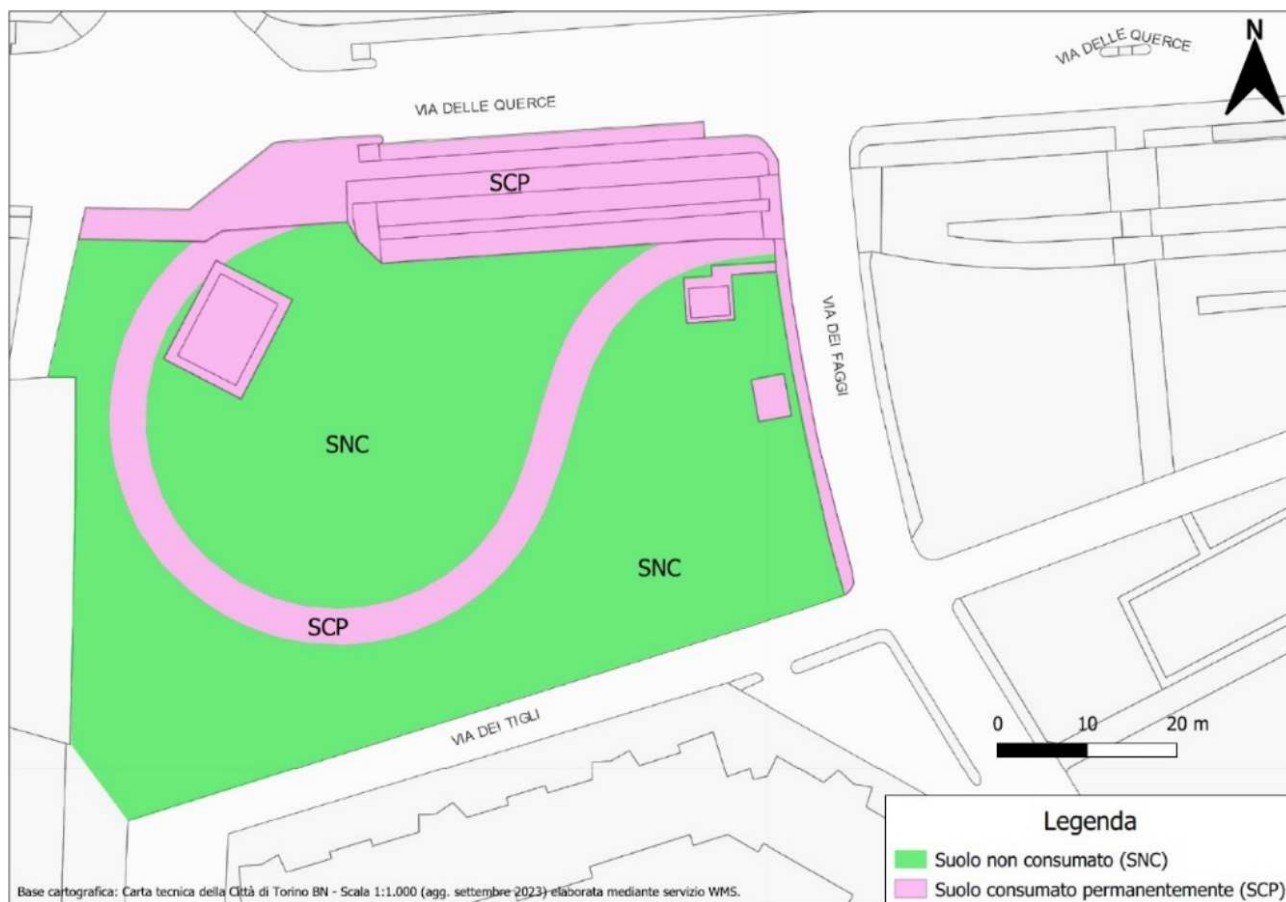 VIA DELLE QUERCE
N
VIA DELLE QUERCE
SCP
VIA DEI FAGGI
SNC
SNC
SCP
0 10 20 m
VIA DEI TIGLI
Legenda
Suolo non consumato (SNC)
Suolo consumato permanentemente (SCP)
Base cartografica: Carta tecnica della Città di Torino BN - Scala 1:1.000 (agg. settembre 2023) elaborata mediante servizio WMS.